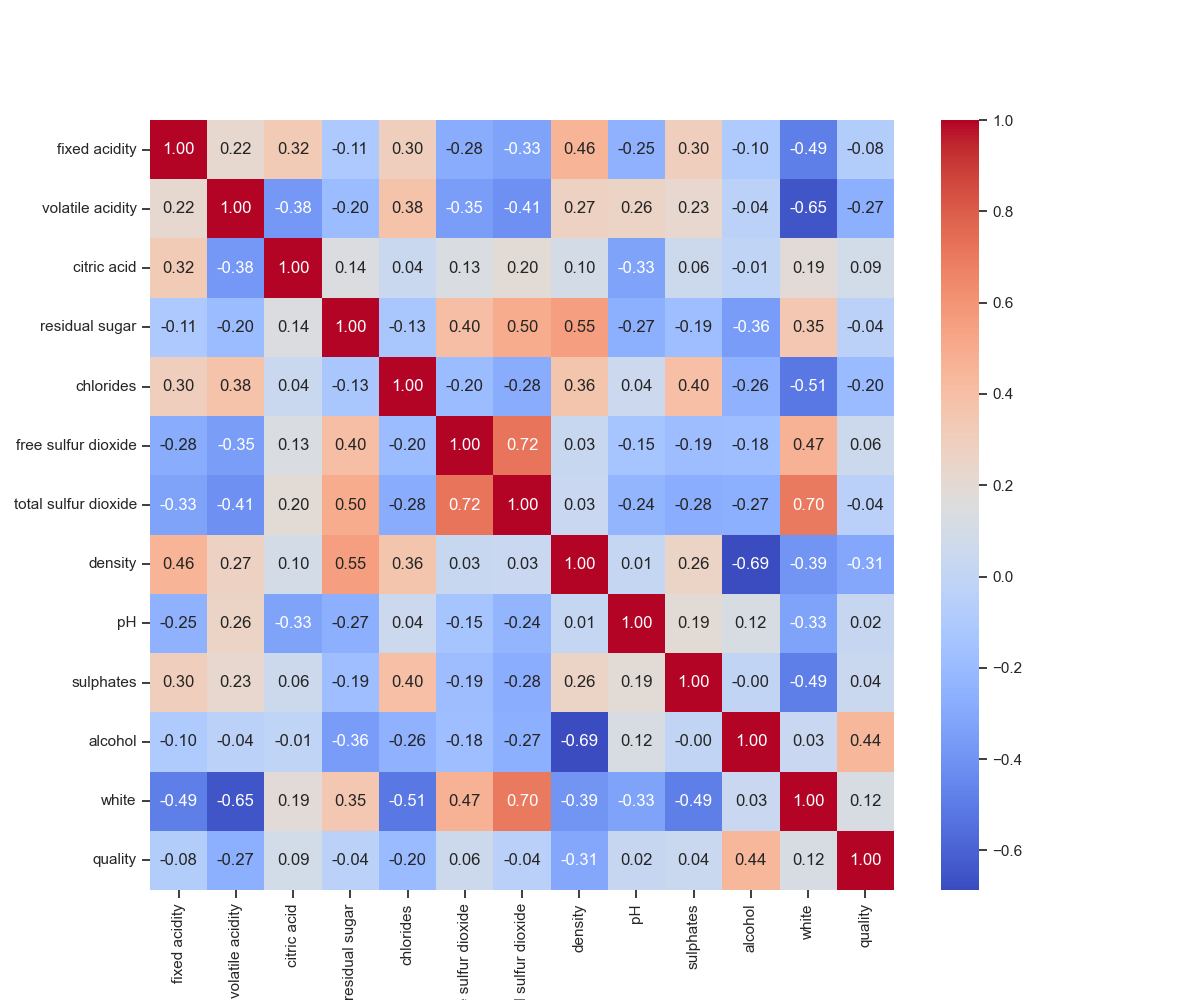 fixed acidity 1.00 0.22 0.32 -0.11 0.30 -0.28 -0.33 0.46 -0.25 0.30 -0.10 -0.49 -0.08
volatile acidity 0.22 1.00 -0.38 -0.20 0.38 -0.35 -0.41 0.27 0.26 0.23 -0.04 -0.65 -0.27
citric acid 0.32 -0.38 1.00 0.14 0.04 0.13 0.20 0.10 -0.33 0.06 -0.01 0.19 0.09
residual sugar -0.11 -0.20 0.14 1.00 -0.13 0.40 0.50 0.55 -0.27 -0.19 -0.36 0.35 -0.04
chlorides 0.30 0.38 0.04 -0.13 1.00 -0.20 -0.28 0.36 0.04 0.40 -0.26 -0.51 -0.20
free sulfur dioxide -0.28 -0.35 0.13 0.40 -0.20 1.00 0.72 0.03 -0.15 -0.19 -0.18 0.47 0.06
total sulfur dioxide -0.33 -0.41 0.20 0.50 -0.28 0.72 1.00 0.03 -0.24 -0.28 -0.27 0.70 -0.04
density 0.46 0.27 0.10 0.55 0.36 0.03 0.03 1.00 0.01 0.26 -0.69 -0.39 -0.31
pH -0.25 0.26 -0.33 -0.27 0.04 -0.15 -0.24 0.01 1.00 0.19 0.12 -0.33 0.02
sulphates 0.30 0.23 0.06 -0.19 0.40 -0.19 -0.28 0.26 0.19 1.00 -0.00 -0.49 0.04
alcohol -0.10 -0.04 -0.01 -0.36 -0.26 -0.18 -0.27 -0.69 0.12 -0.00 1.00 0.03 0.44
white -0.49 -0.65 0.19 0.35 -0.51 0.47 0.70 -0.39 -0.33 -0.49 0.03 1.00 0.12
quality -0.08 -0.27 0.09 -0.04 -0.20 0.06 -0.04 -0.31 0.02 0.04 0.44 0.12 1.00
fixed acidity
volatile acidity
citric acid
residual sugar
chlorides
sulfur dioxide
sulfur dioxide
density
pH
sulphates
alcohol
white
quality
1.0
0.8
0.6
0.4
0.2
0.0
−0.2
−0.4
−0.6